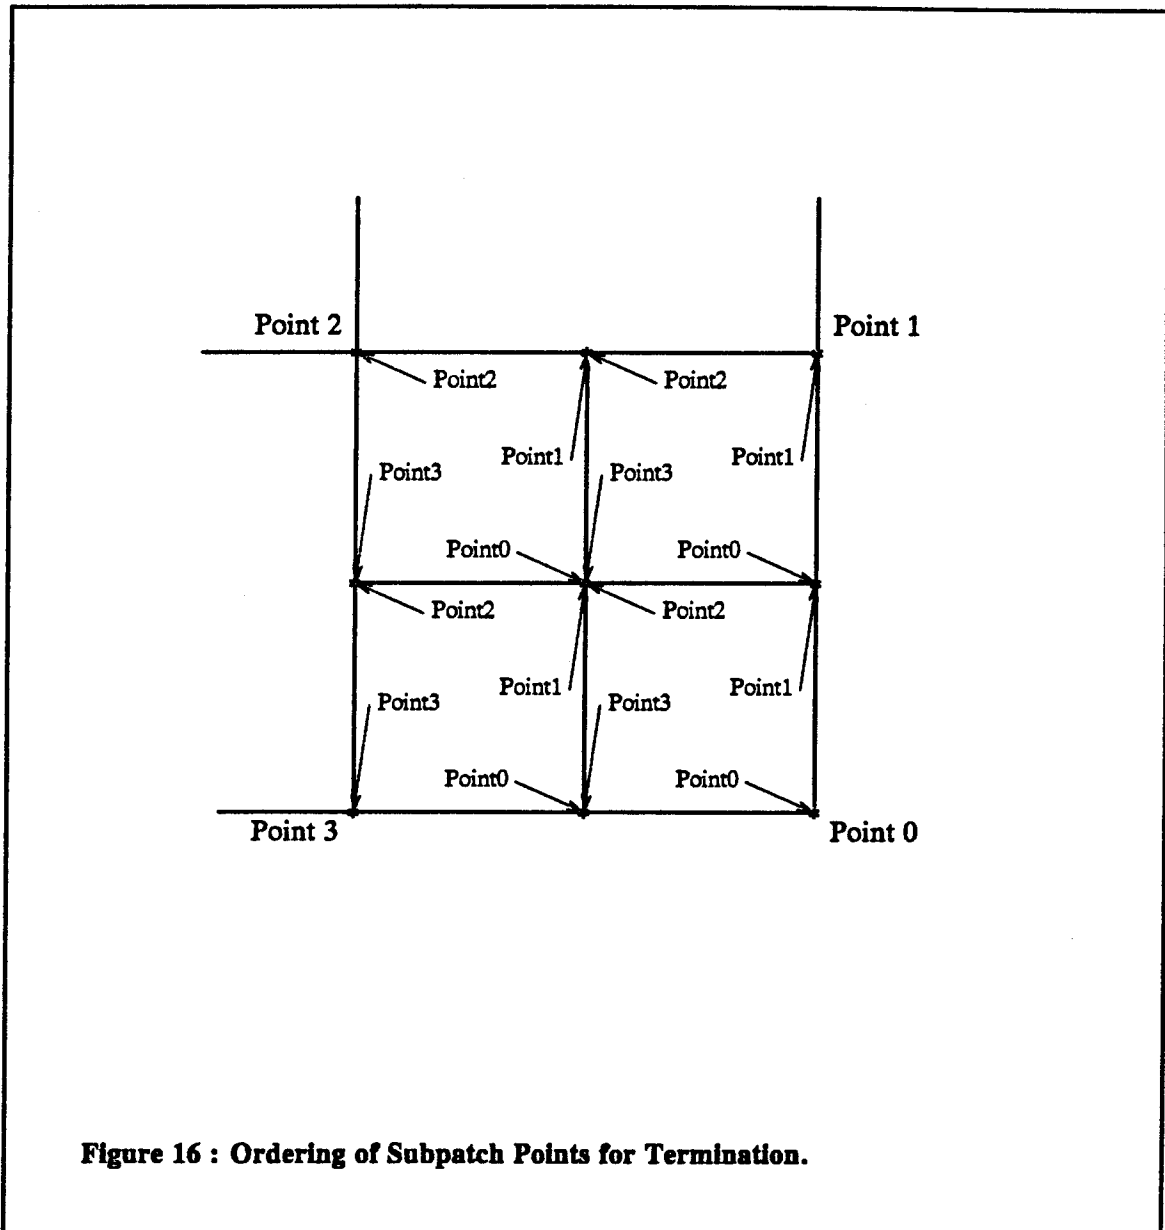 Point 2
Point 1
Point2
Point2
Point1
Point1
Point3
Point3
Point0
Point0
Point2
Point2
Point1
Point1
Point3
Point3
Point0
Point0
Point 3
Point 0
Figure 16 : Ordering of Subpatch Points for Termination.